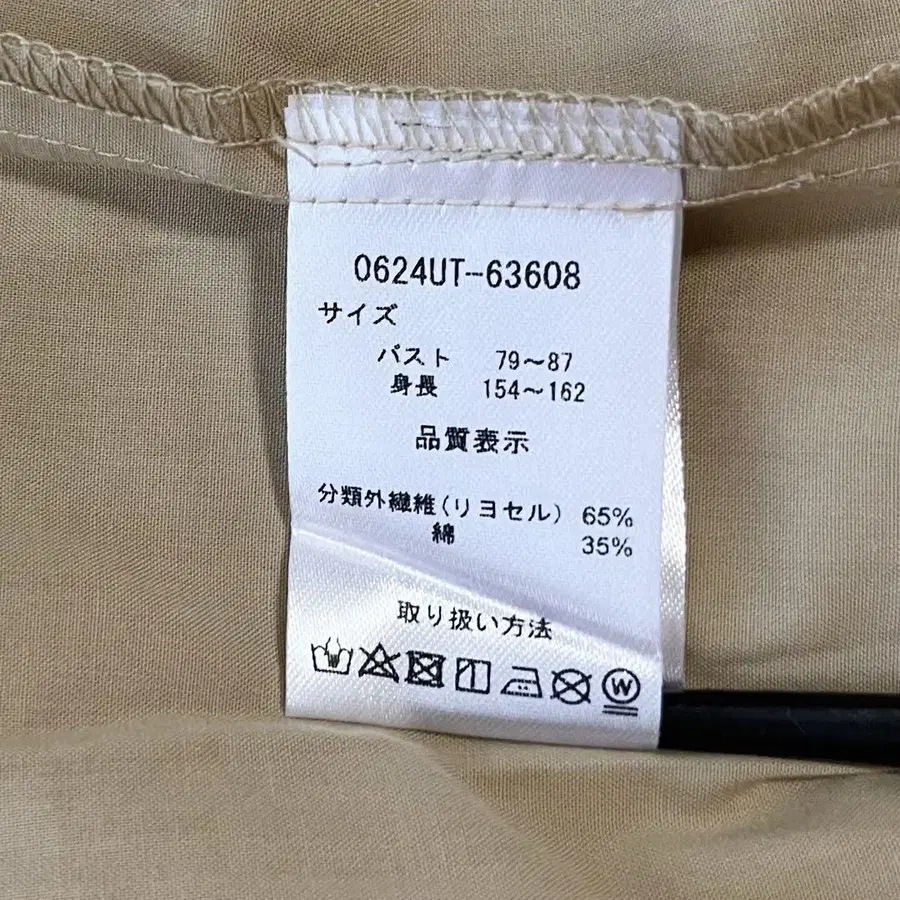 0624UT-63608
サイズ
バスト 79～87
身長 154～162
品質表示
分類外繊維(リヨセル) 65%
綿 35%
取り扱い方法
W